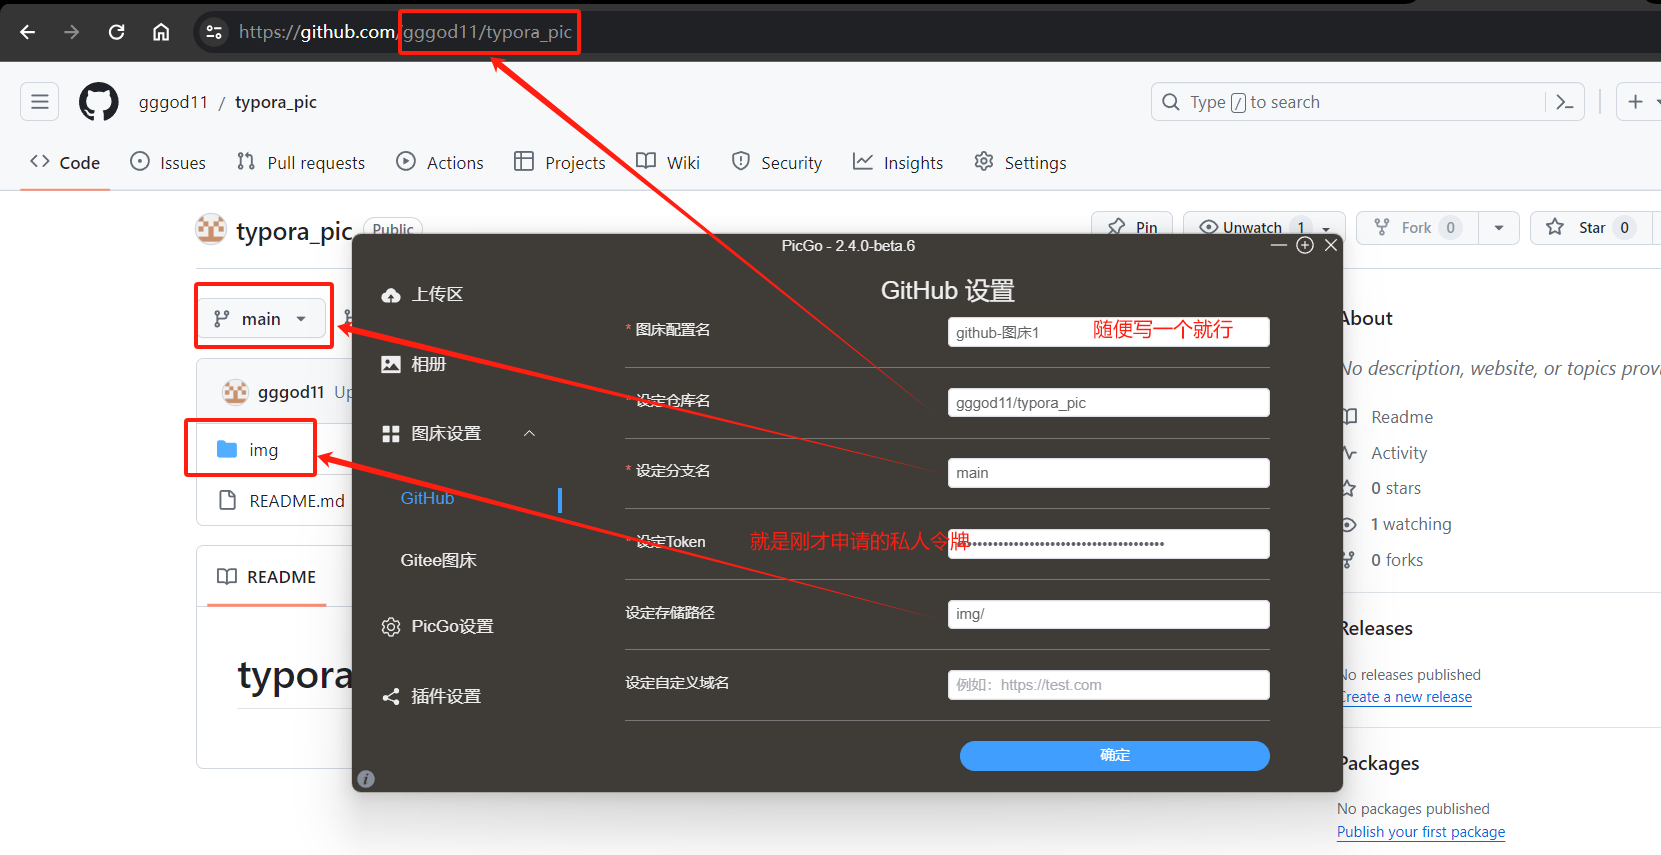 https://github.com/gggod11/typora_pic
gggod11 / typora_pic
Type / to search
Code
Issues
Pull requests
Actions
Projects
Wiki
Security
Insights
Settings
typora_pic
Public
Pin
Unwatch 1
Fork 0
Star 0
main
gggod11 Up
img
README.md
README
typora
PicGo - 2.4.0-beta.6
上传区
相册
图床设置
GitHub
Gitee图床
PicGo设置
插件设置
GitHub 设置
* 图床配置名
github-图床1
随便写一个就行
* 设定仓库名
gggod11/typora_pic
* 设定分支名
main
* 设定Token
就是刚才申请的私人令牌
设定存储路径
img/
设定自定义域名
例如：https://test.com
确定
About
No description, website, or topics prov
Readme
Activity
0 stars
1 watching
0 forks
Releases
No releases published
Create a new release
Packages
No packages published
Publish your first package